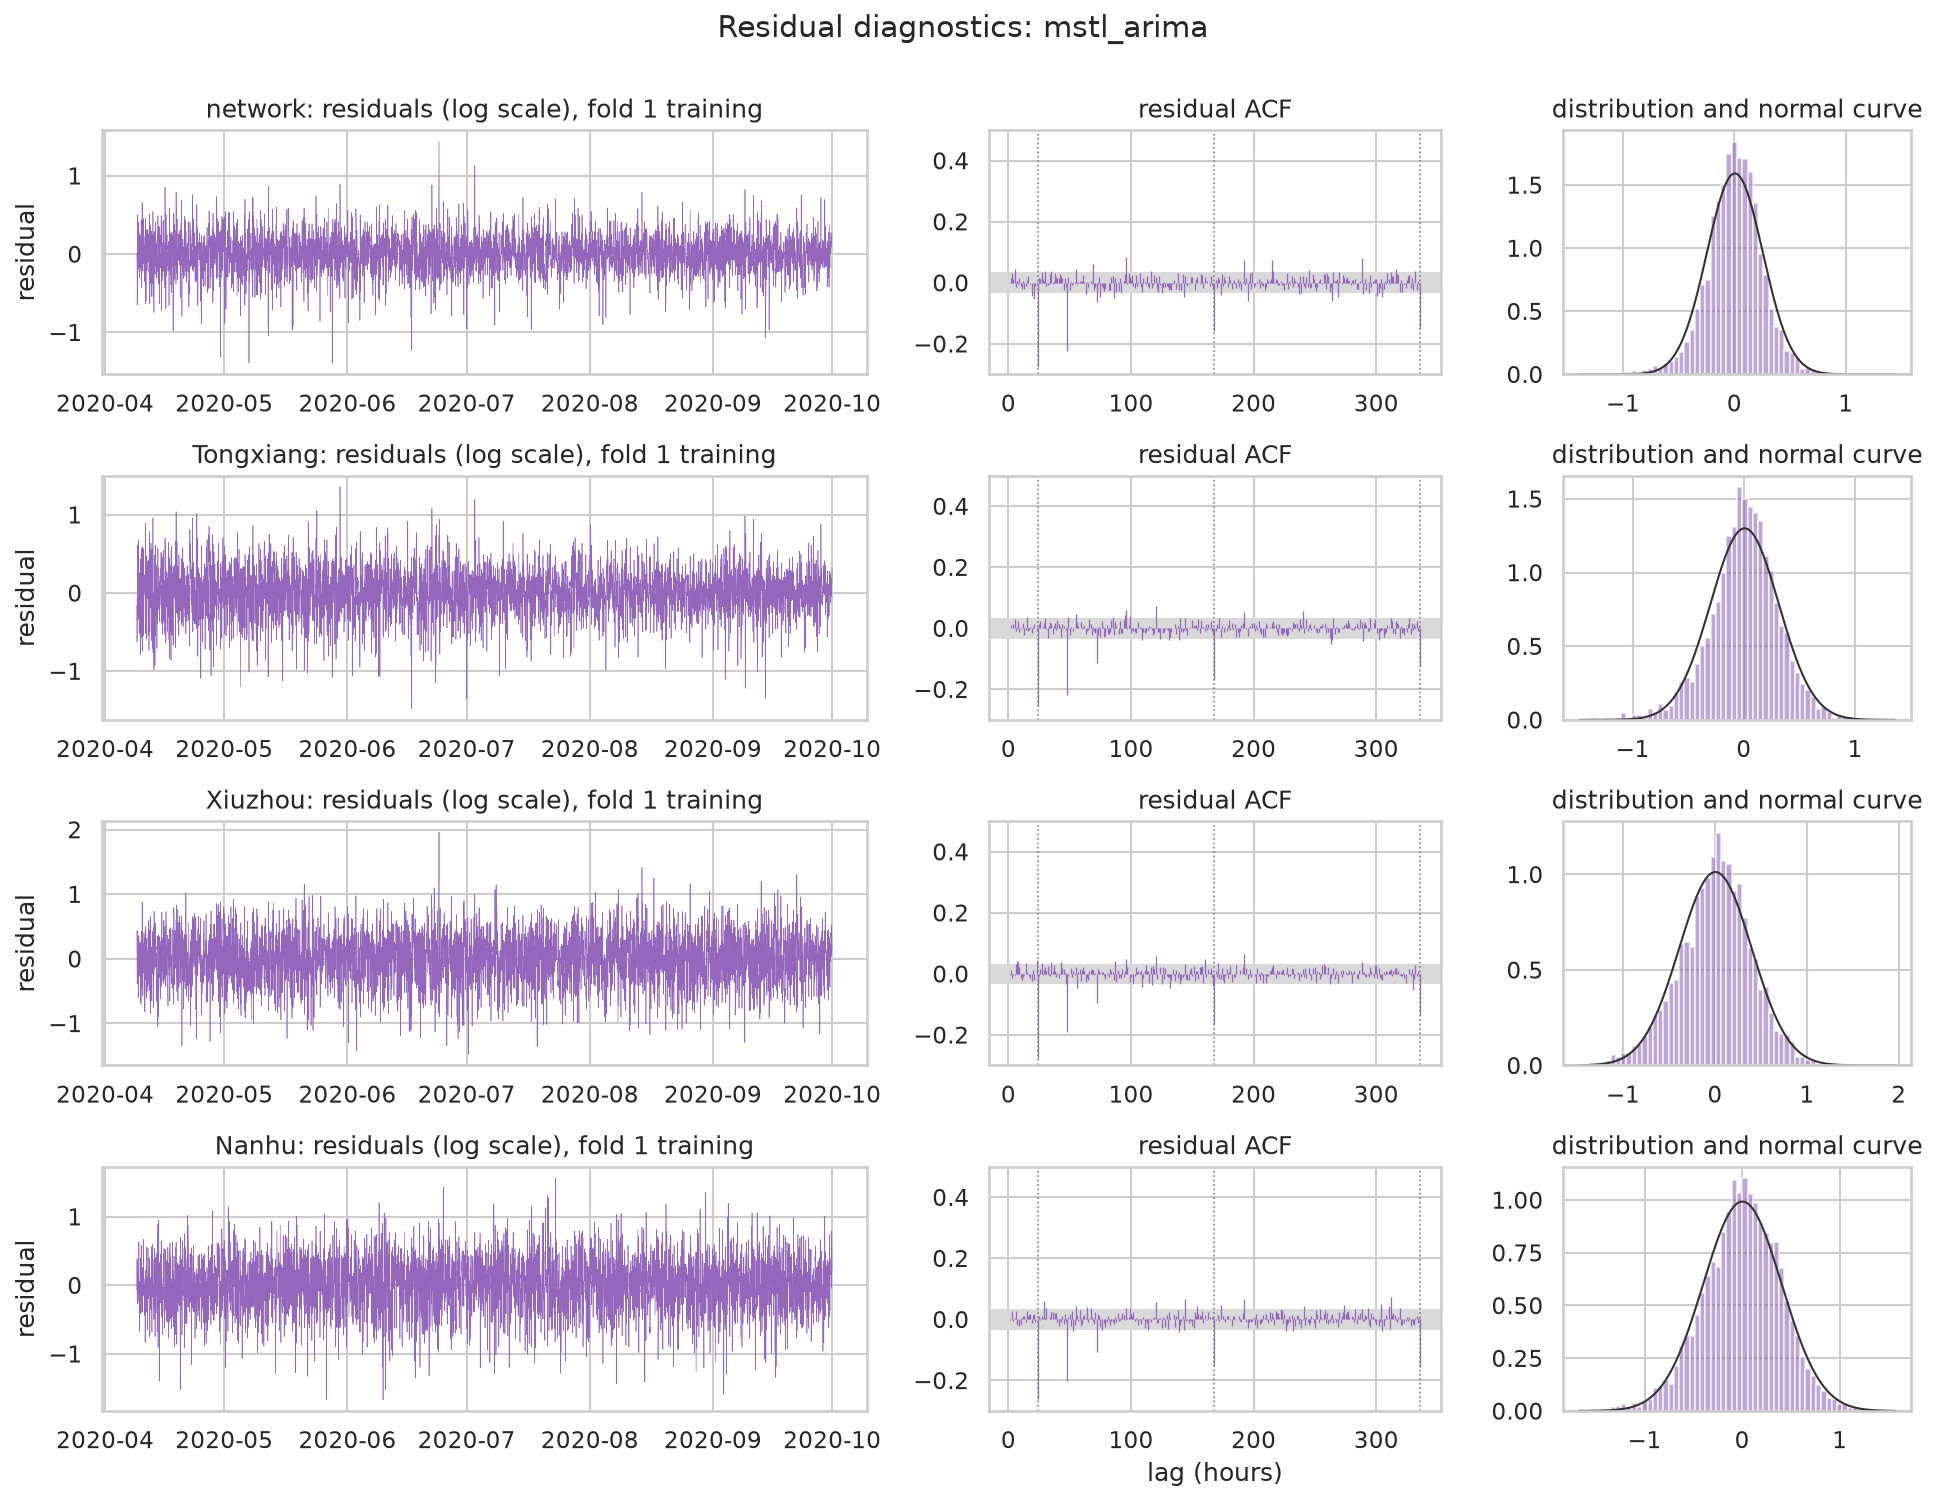 Residual diagnostics: mstl_arima
network: residuals (log scale), fold 1 training
residual ACF
distribution and normal curve
residual
1
0
−1
2020-04 2020-05 2020-06 2020-07 2020-08 2020-09 2020-10
0.4
0.2
0.0
−0.2
0 100 200 300
1.5
1.0
0.5
0.0
−1 0 1
Tongxiang: residuals (log scale), fold 1 training
residual ACF
distribution and normal curve
residual
1
0
−1
2020-04 2020-05 2020-06 2020-07 2020-08 2020-09 2020-10
0.4
0.2
0.0
−0.2
0 100 200 300
1.5
1.0
0.5
0.0
−1 0 1
Xiuzhou: residuals (log scale), fold 1 training
residual ACF
distribution and normal curve
residual
2
1
0
−1
2020-04 2020-05 2020-06 2020-07 2020-08 2020-09 2020-10
0.4
0.2
0.0
−0.2
0 100 200 300
1.0
0.5
0.0
−1 0 1 2
Nanhu: residuals (log scale), fold 1 training
residual ACF
distribution and normal curve
residual
1
0
−1
2020-04 2020-05 2020-06 2020-07 2020-08 2020-09 2020-10
0.4
0.2
0.0
−0.2
0 100 200 300
lag (hours)
1.00
0.75
0.50
0.25
0.00
−1 0 1